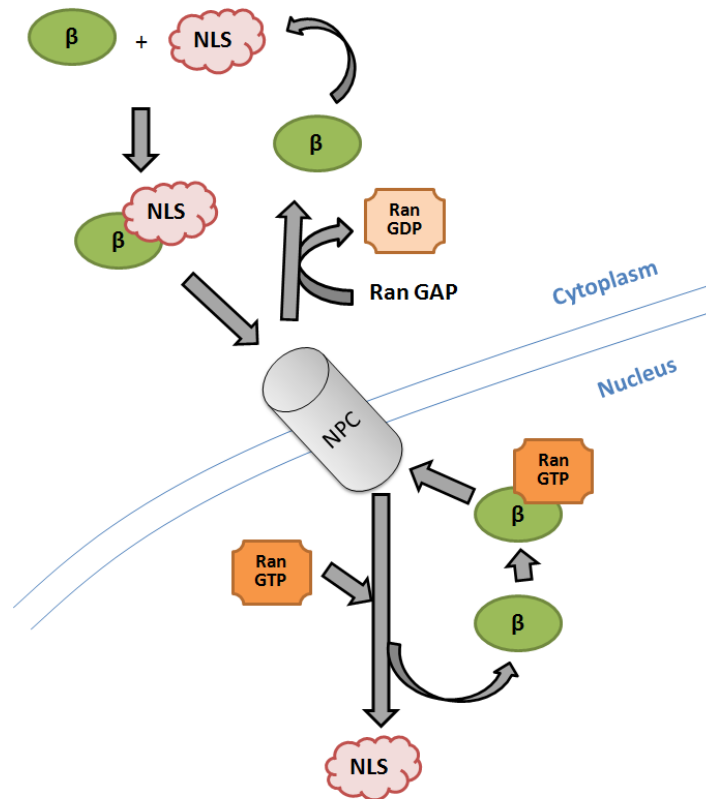 β + NLS
β
NLS
β
Ran
GDP
Ran GAP
Cytoplasm
Nucleus
NPC
Ran
GTP
β
Ran
GTP
β
NLS